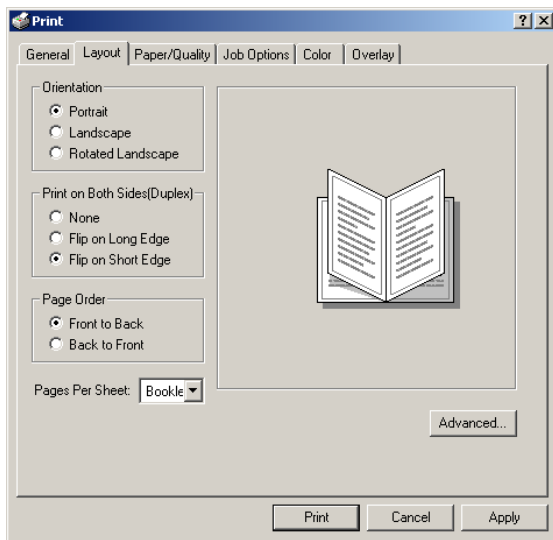 Print
General Layout Paper/Quality Job Options Color Overlay
Orientation
Portrait
Landscape
Rotated Landscape
Print on Both Sides(Duplex)
None
Flip on Long Edge
Flip on Short Edge
Page Order
Front to Back
Back to Front
Pages Per Sheet: Bookle
Advanced...
Print Cancel Apply